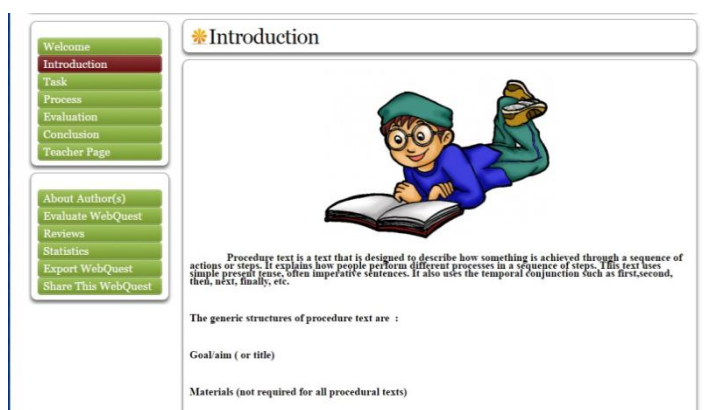 Welcome
Introduction
Task
Process
Evaluation
Conclusion
Teacher Page
About Author(s)
Evaluate WebQuest
Reviews
Statistics
Export WebQuest
Share This WebQuest
Introduction
Procedure text is a text that is designed to describe how something is achieved through a sequence of
actions or steps. It explains how people perform different processes in a sequence of steps. This text uses
simple present tense, often imperative sentences. It also uses the temporal conjunction such as first,second,
then, next, finally, etc.
The generic structures of procedure text are :
Goal/aim ( or title)
Materials (not required for all procedural texts)